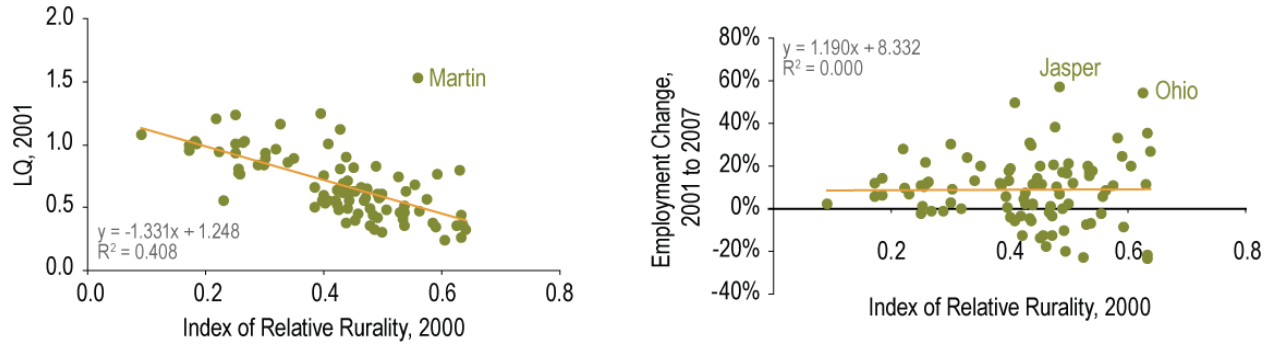 2.0
1.5
1.0
0.5
0.0
LQ, 2001
Martin
y = -1.331x + 1.248
R² = 0.408
0.0 0.2 0.4 0.6 0.8
Index of Relative Rurality, 2000
80%
60%
40%
20%
0%
-20%
-40%
Employment Change,
2001 to 2007
y = 1.190x + 8.332
R² = 0.000
Jasper
Ohio
0.2 0.4 0.6 0.8
Index of Relative Rurality, 2000